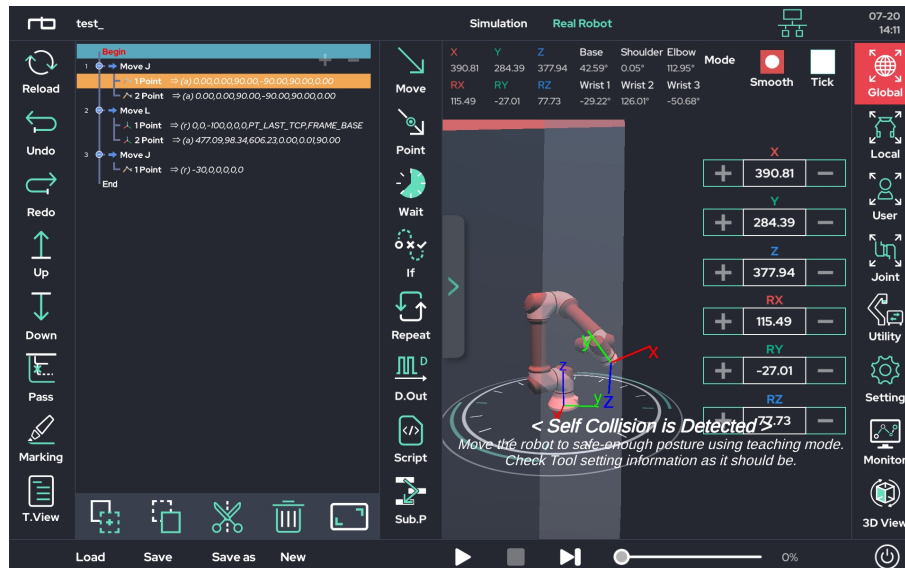 rb
test_
Simulation
Real Robot
07-20
14:11
Reload
Undo
Redo
Up
Down
Pass
Marking
T.View
Begin
1 Move J
1 Point ⇒ (a) 0.00,0.00,90.00,-90.00,90.00,0.00
2 Point ⇒ (a) 0.00,0.00,90.00,-90.00,90.00,0.00
2 Move L
1 Point ⇒ (r) 0,0,-100,0,0,0,PT_LAST_TCP,FRAME_BASE
2 Point ⇒ (a) 477.09,98.34,606.23,0.00,0.01,90.00
3 Move J
1 Point ⇒ (r) -30,0,0,0,0,0
End
Move
Point
Wait
If
Repeat
D
D.Out
Script
Sub.P
X Y Z Base Shoulder Elbow
390.81 284.39 377.94 42.59° 0.05° 112.95°
RX RY RZ Wrist 1 Wrist 2 Wrist 3
115.49 -27.01 77.73 -29.22° 126.01° -50.68°
Mode
Smooth
Tick
X
+ 390.81 −
Y
+ 284.39 −
Z
+ 377.94 −
RX
+ 115.49 −
RY
+ -27.01 −
RZ
+ 77.73 −
y
X
z
y
Z
< Self Collision is Detected >
Move the robot to safe-enough posture using teaching mode.
Check Tool setting information as it should be.
Global
Local
User
Joint
Utility
Setting
Monitor
3D View
Load
Save
Save as
New
0%